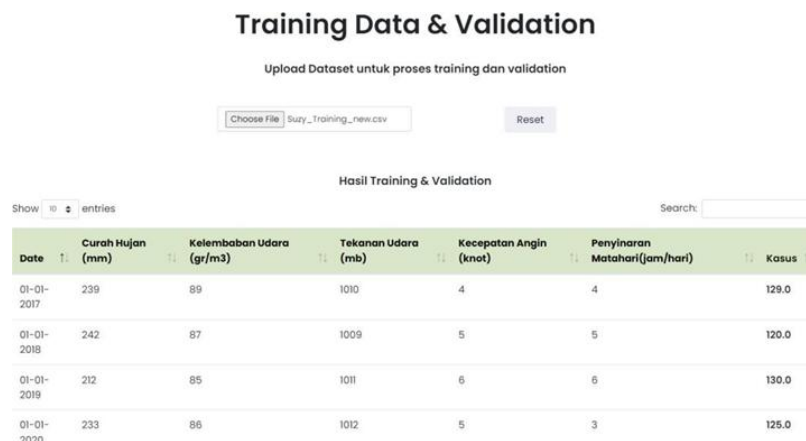 Training Data & Validation
Upload Dataset untuk proses training dan validation
Choose File Suzy_Training_new.csv Reset
Hasil Training & Validation
Show 10 entries Search:
Date Curah Hujan (mm) Kelembaban Udara (gr/m3) Tekanan Udara (mb) Kecepatan Angin (knot) Penyinaran Matahari(jam/hari) Kasus
01-01-2017 239 89 1010 4 4 129.0
01-01-2018 242 87 1009 5 5 120.0
01-01-2019 212 85 1011 6 6 130.0
01-01-2020 233 86 1012 5 3 125.0